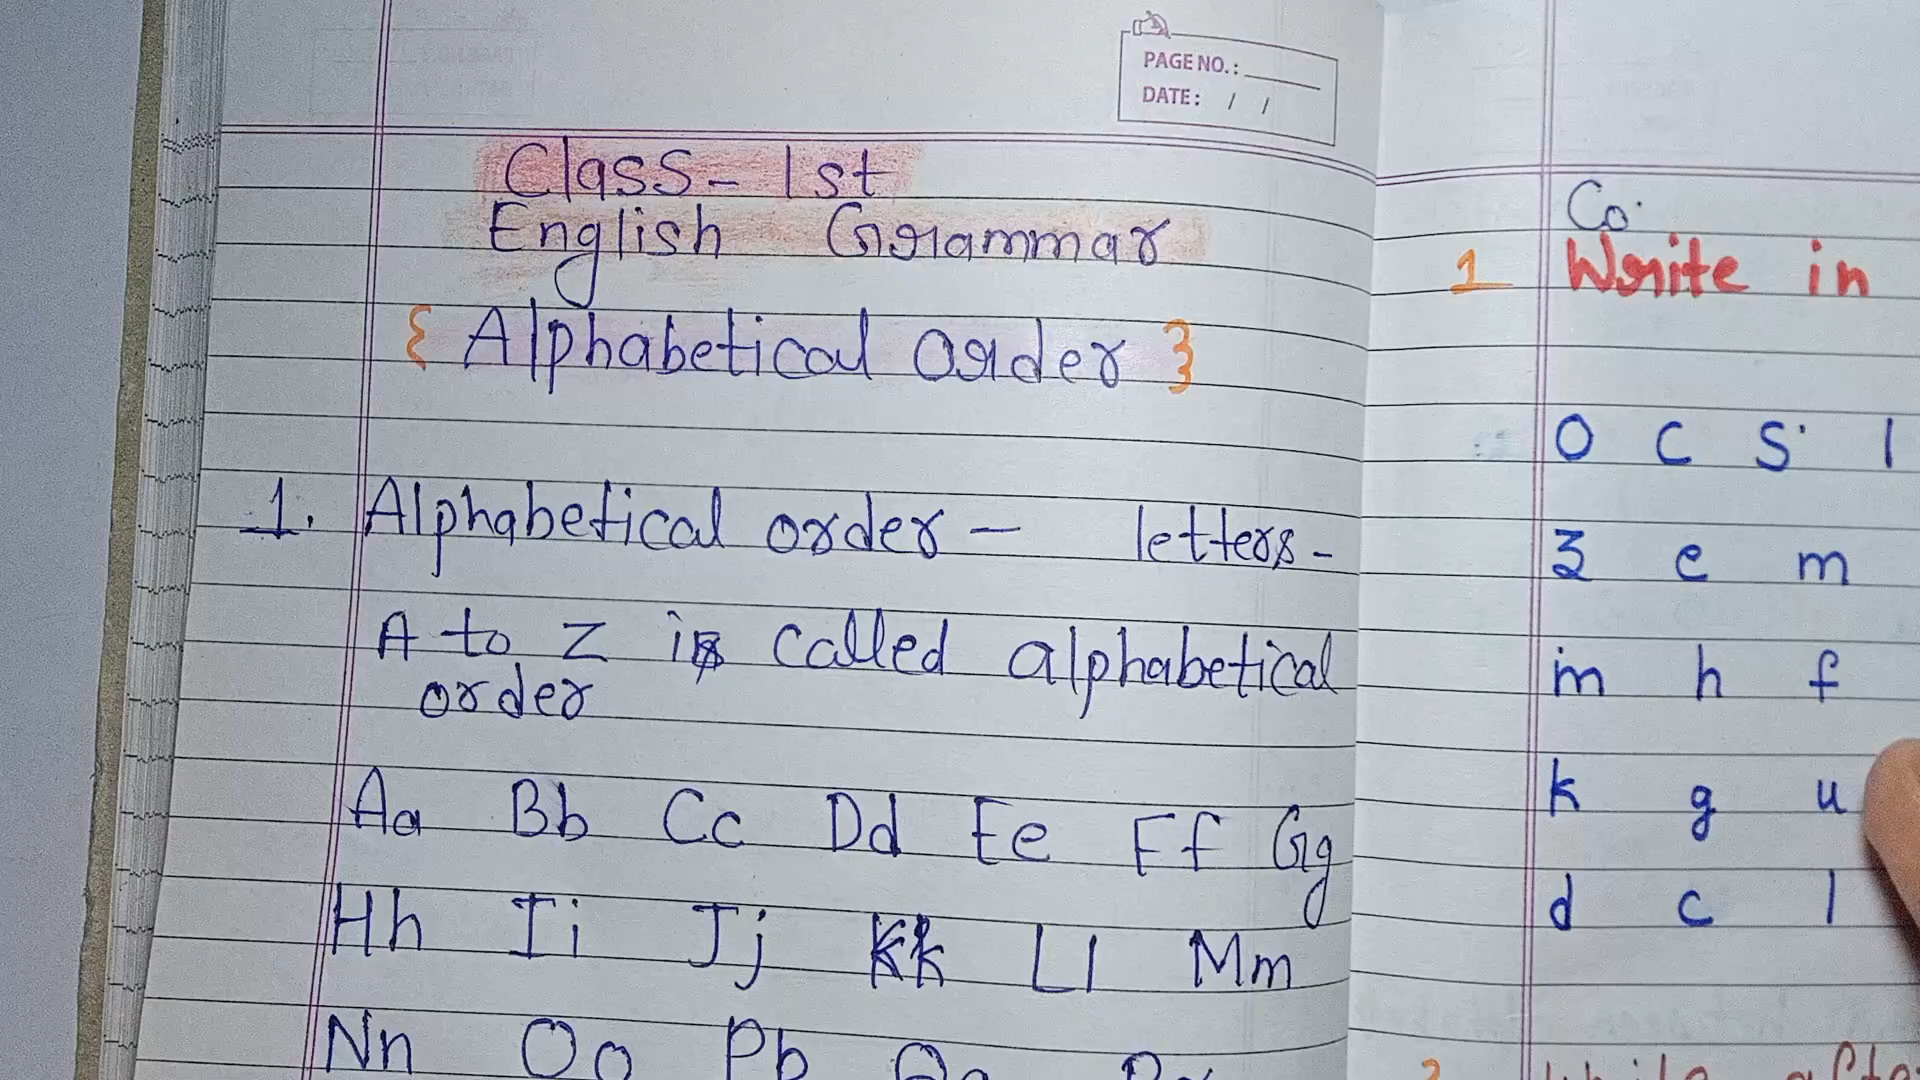 PAGE NO.:
DATE: / /
Class - 1st
English Grammar
{ Alphabetical order }
1. Alphabetical order - letters -
A to Z is called alphabetical
order
Aa Bb Cc Dd Ee Ff Gg
Hh Ii Jj Kk Ll Mm
Nn Oo Pp Qq
Co
1 Write in
o c s l
z e m
m h f
k g u
d c l
2